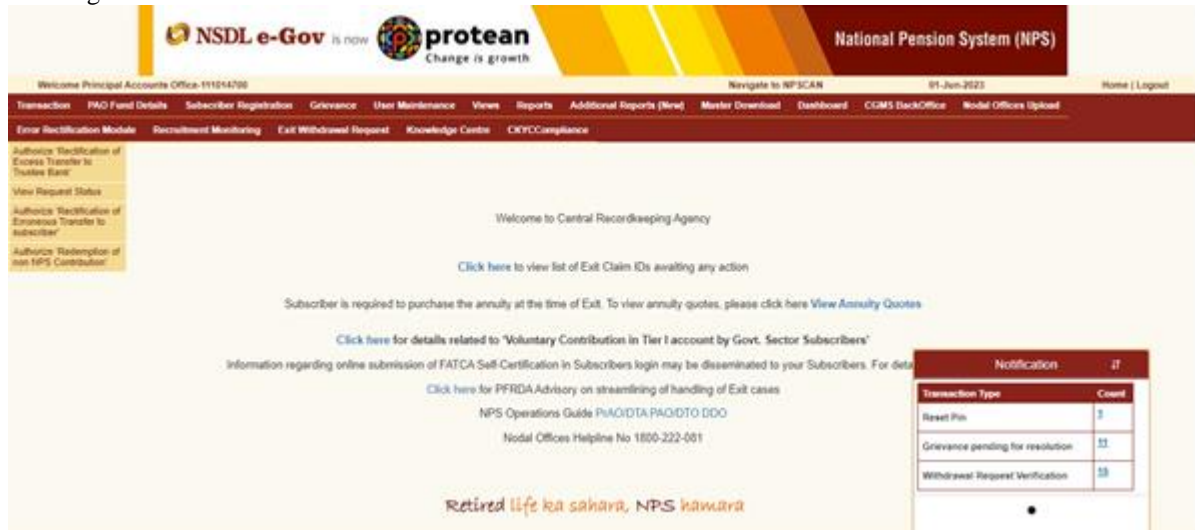 NSDL e-Gov is now protean
Change is growth
National Pension System (NPS)
Welcome Principal Accounts Office-111014700 Navigate to NPSCAN 01-Jun-2023 Home | Logout
Transaction PAO Fund Details Subscriber Registration Grievance User Maintenance Views Reports Additional Reports (New) Master Download Dashboard CGMS BackOffice Nodal Offices Upload
Error Rectification Module Recruitment Monitoring Exit Withdrawal Request Knowledge Centre CKYCCompliance
Authorize 'Rectification of
Excess Transfer to
Trustee Bank'
View Request Status
Authorize 'Rectification of
Erroneous Transfer to
subscriber'
Authorize 'Redemption of
non NPS Contribution'
Welcome to Central Recordkeeping Agency
Click here to view list of Exit Claim IDs awaiting any action
Subscriber is required to purchase the annuity at the time of Exit. To view annuity quotes, please click here View Annuity Quotes
Click here for details related to 'Voluntary Contribution in Tier I account by Govt. Sector Subscribers'
Information regarding online submission of FATCA Self-Certification in Subscribers login may be disseminated to your Subscribers. For deta
Click here for PFRDA Advisory on streamlining of handling of Exit cases
NPS Operations Guide PrAO/DTA PAO/DTO DDO
Nodal Offices Helpline No 1800-222-081
Retired life ka sahara, NPS hamara
Notification
Transaction Type Count
Reset Pin
Grievance pending for resolution
Withdrawal Request Verification